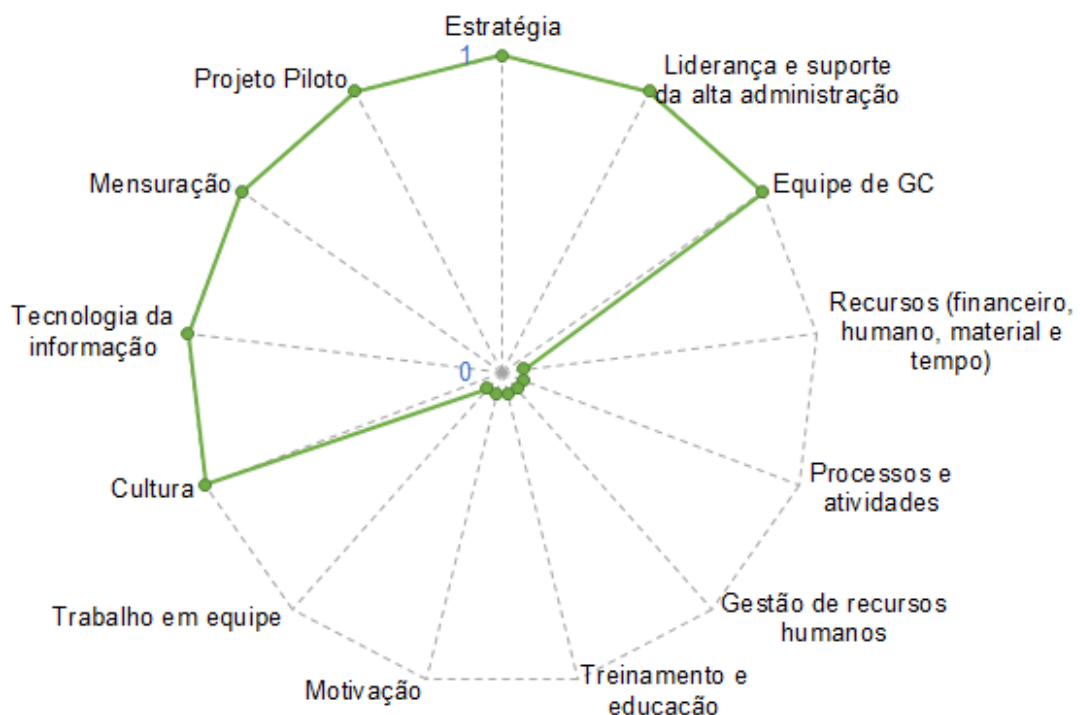 Estratégia
1
Liderança e suporte
da alta administração
Projeto Piloto
Equipe de GC
Mensuração
Recursos (financeiro,
humano, material e
tempo)
Tecnologia da
informação
0
Processos e
atividades
Cultura
Gestão de recursos
humanos
Trabalho em equipe
Treinamento e
educação
Motivação